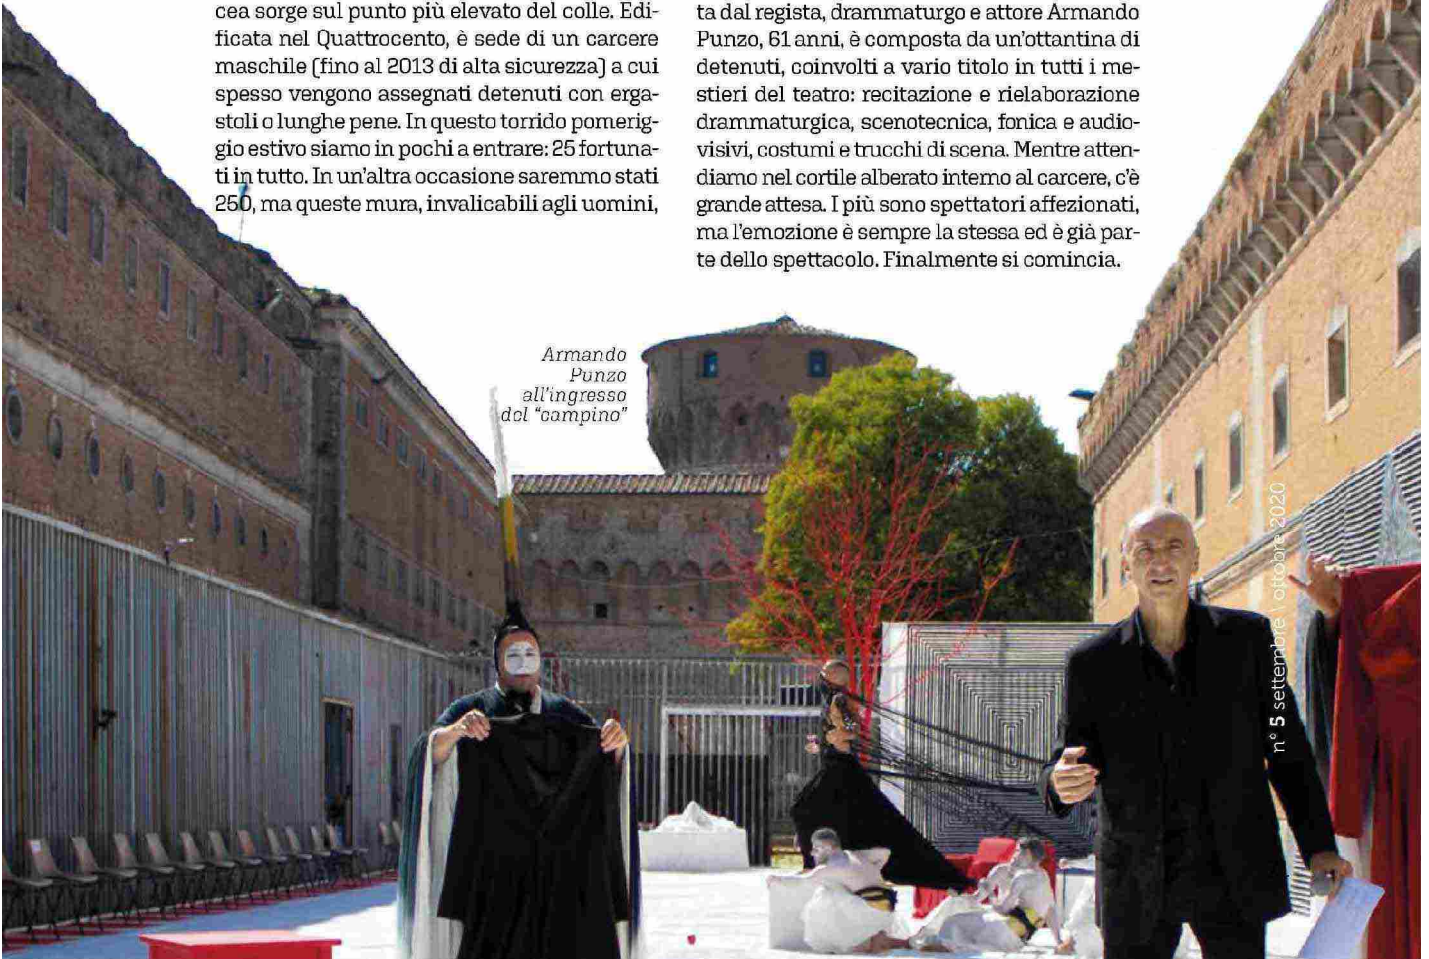 cea sorge sul punto più elevato del colle. Edi-
ficata nel Quattrocento, è sede di un carcere
maschile (fino al 2013 di alta sicurezza) a cui
spesso vengono assegnati detenuti con erga-
stoli o lunghe pene. In questo torrido pomerig-
gio estivo siamo in pochi a entrare: 25 fortuna-
ti in tutto. In un'altra occasione saremmo stati
250, ma queste mura, invalicabili agli uomini,
ta dal regista, drammaturgo e attore Armando
Punzo, 61 anni, è composta da un'ottantina di
detenuti, coinvolti a vario titolo in tutti i me-
stieri del teatro: recitazione e rielaborazione
drammaturgica, scenotecnica, fonica e audio-
visivi, costumi e trucchi di scena. Mentre atten-
diamo nel cortile alberato interno al carcere, c'è
grande attesa. I più sono spettatori affezionati,
ma l'emozione è sempre la stessa ed è già par-
te dello spettacolo. Finalmente si comincia.
Armando
Punzo
all'ingresso
del "campino"
n° 5 settembre \ ottobre 2020